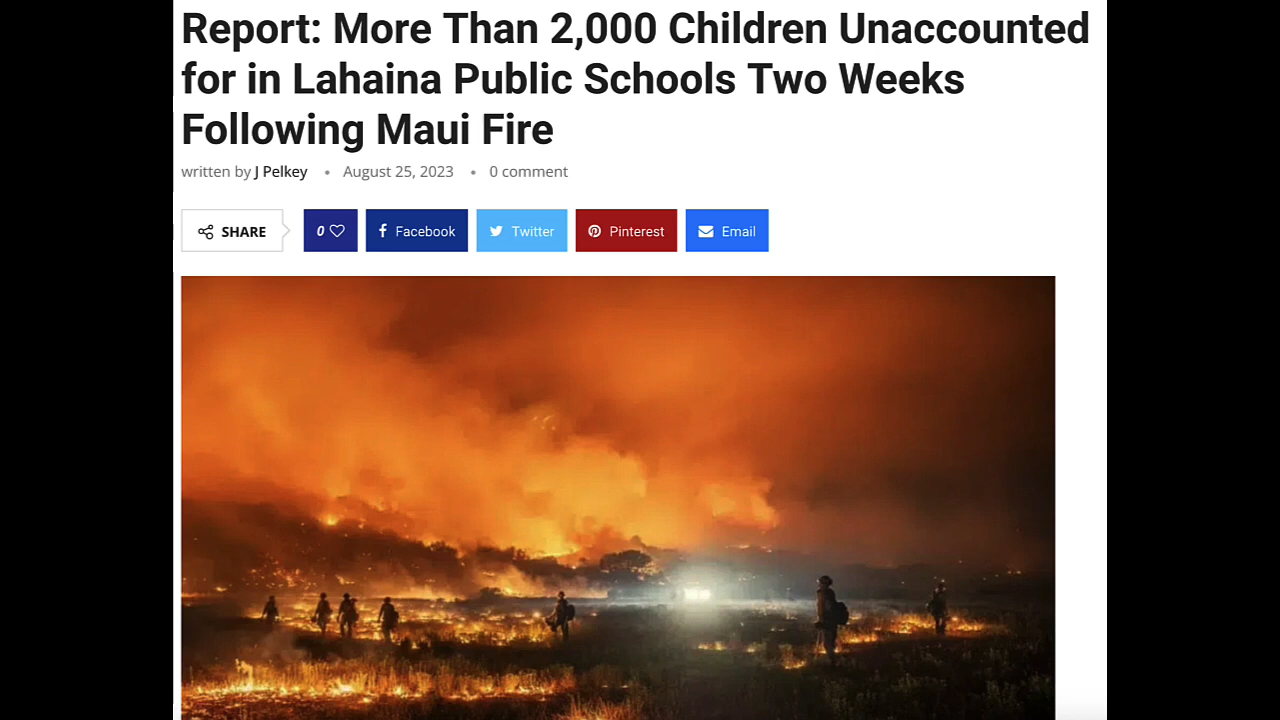 Report: More Than 2,000 Children Unaccounted
for in Lahaina Public Schools Two Weeks
Following Maui Fire
written by J Pelkey • August 25, 2023 • 0 comment
SHARE 0 Facebook Twitter Pinterest Email